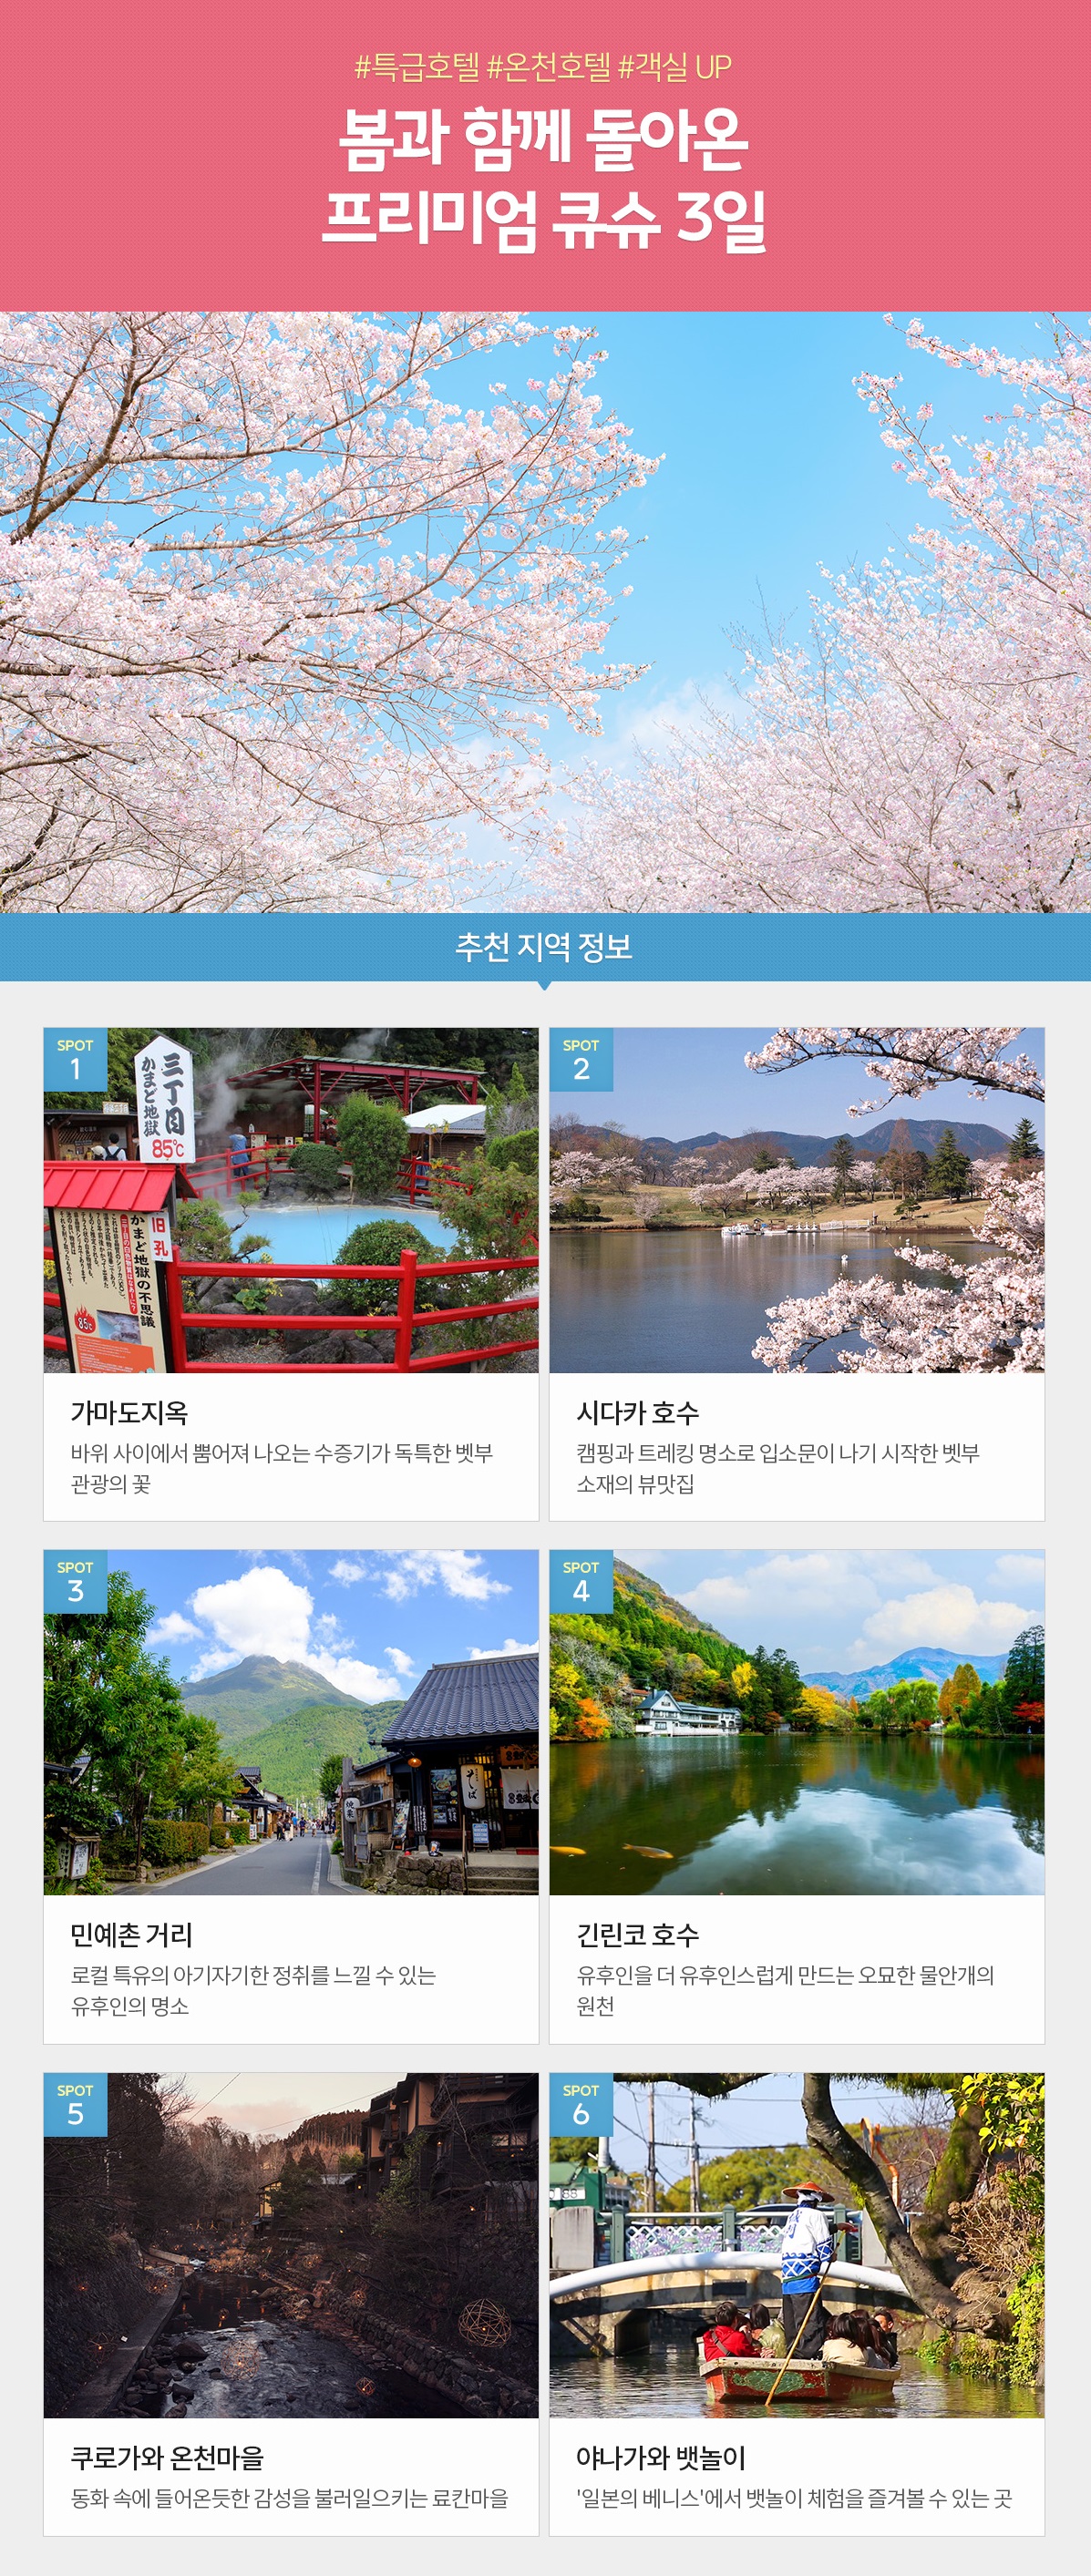 #특급호텔 #온천호텔 #객실 UP
봄과 함께 돌아온
프리미엄 큐슈 3일
추천 지역 정보
SPOT
1
三丁目
かまど地獄
85℃
旧
孔
かまど地獄の不思議
85℃
가마도지옥
바위 사이에서 뿜어져 나오는 수증기가 독특한 벳부
관광의 꽃
SPOT
2
시다카 호수
캠핑과 트레킹 명소로 입소문이 나기 시작한 벳부
소재의 뷰맛집
SPOT
3
민예촌 거리
로컬 특유의 아기자기한 정취를 느낄 수 있는
유후인의 명소
SPOT
4
긴린코 호수
유후인을 더 유후인스럽게 만드는 오묘한 물안개의
원천
SPOT
5
쿠로가와 온천마을
동화 속에 들어온듯한 감성을 불러일으키는 료칸마을
SPOT
6
야나가와 뱃놀이
'일본의 베니스'에서 뱃놀이 체험을 즐겨볼 수 있는 곳